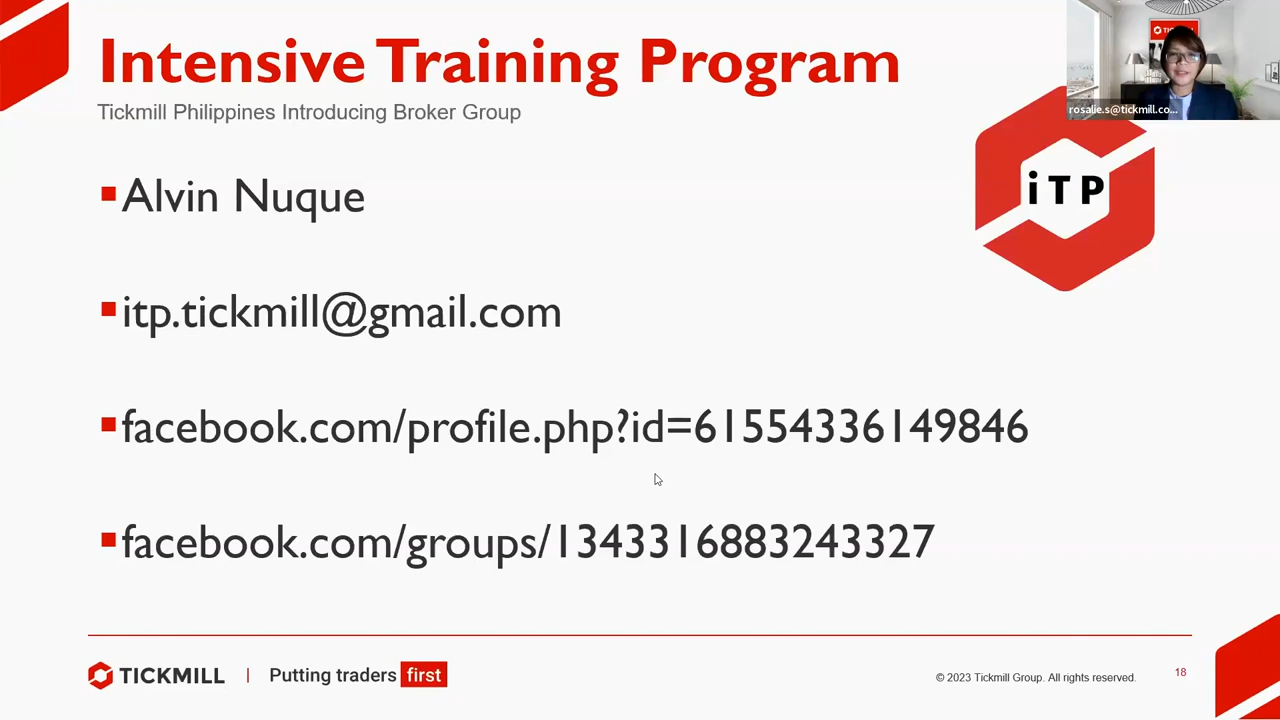 Intensive Training Program
Tickmill Philippines Introducing Broker Group
rosalie.s@tickmill.co...
iTP
Alvin Nuque
itp.tickmill@gmail.com
facebook.com/profile.php?id=61554336149846
facebook.com/groups/1343316883243327
TICKMILL | Putting traders first
© 2023 Tickmill Group. All rights reserved.
18